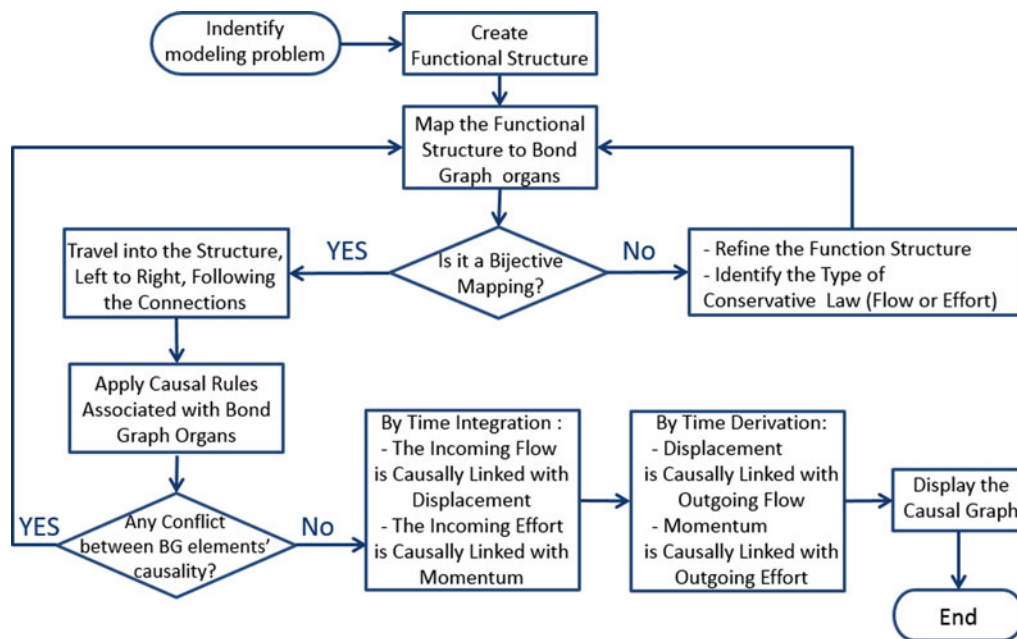 Indentify
modeling problem
Create
Functional Structure
Map the Functional
Structure to Bond
Graph organs
Is it a Bijective
Mapping?
YES
No
- Refine the Function Structure
- Identify the Type of
Conservative Law (Flow or Effort)
Travel into the Structure,
Left to Right, Following
the Connections
Apply Causal Rules
Associated with Bond
Graph Organs
Any Conflict
between BG elements'
causality?
YES
No
By Time Integration :
- The Incoming Flow
is Causally Linked with
Displacement
- The Incoming Effort
is Causally Linked with
Momentum
By Time Derivation:
- Displacement
is Causally Linked with
Outgoing Flow
- Momentum
is Causally Linked with
Outgoing Effort
Display the
Causal Graph
End